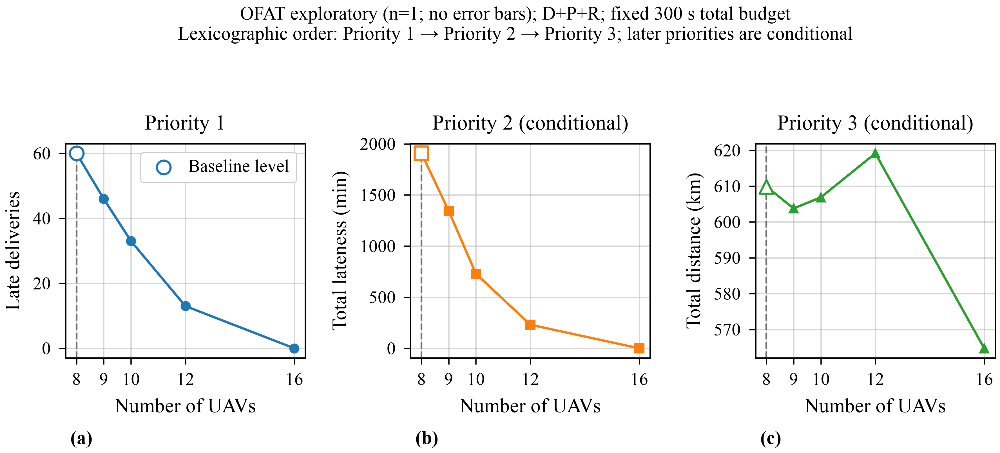 OFAT exploratory (n=1; no error bars); D+P+R; fixed 300 s total budget
Lexicographic order: Priority 1 → Priority 2 → Priority 3; later priorities are conditional
Priority 1
60
40
20
0
Late deliveries
Baseline level
8 9 10 12 16
Number of UAVs
(a)
Priority 2 (conditional)
2000
1500
1000
500
0
Total lateness (min)
8 9 10 12 16
Number of UAVs
(b)
Priority 3 (conditional)
620
610
600
590
580
570
Total distance (km)
8 9 10 12 16
Number of UAVs
(c)